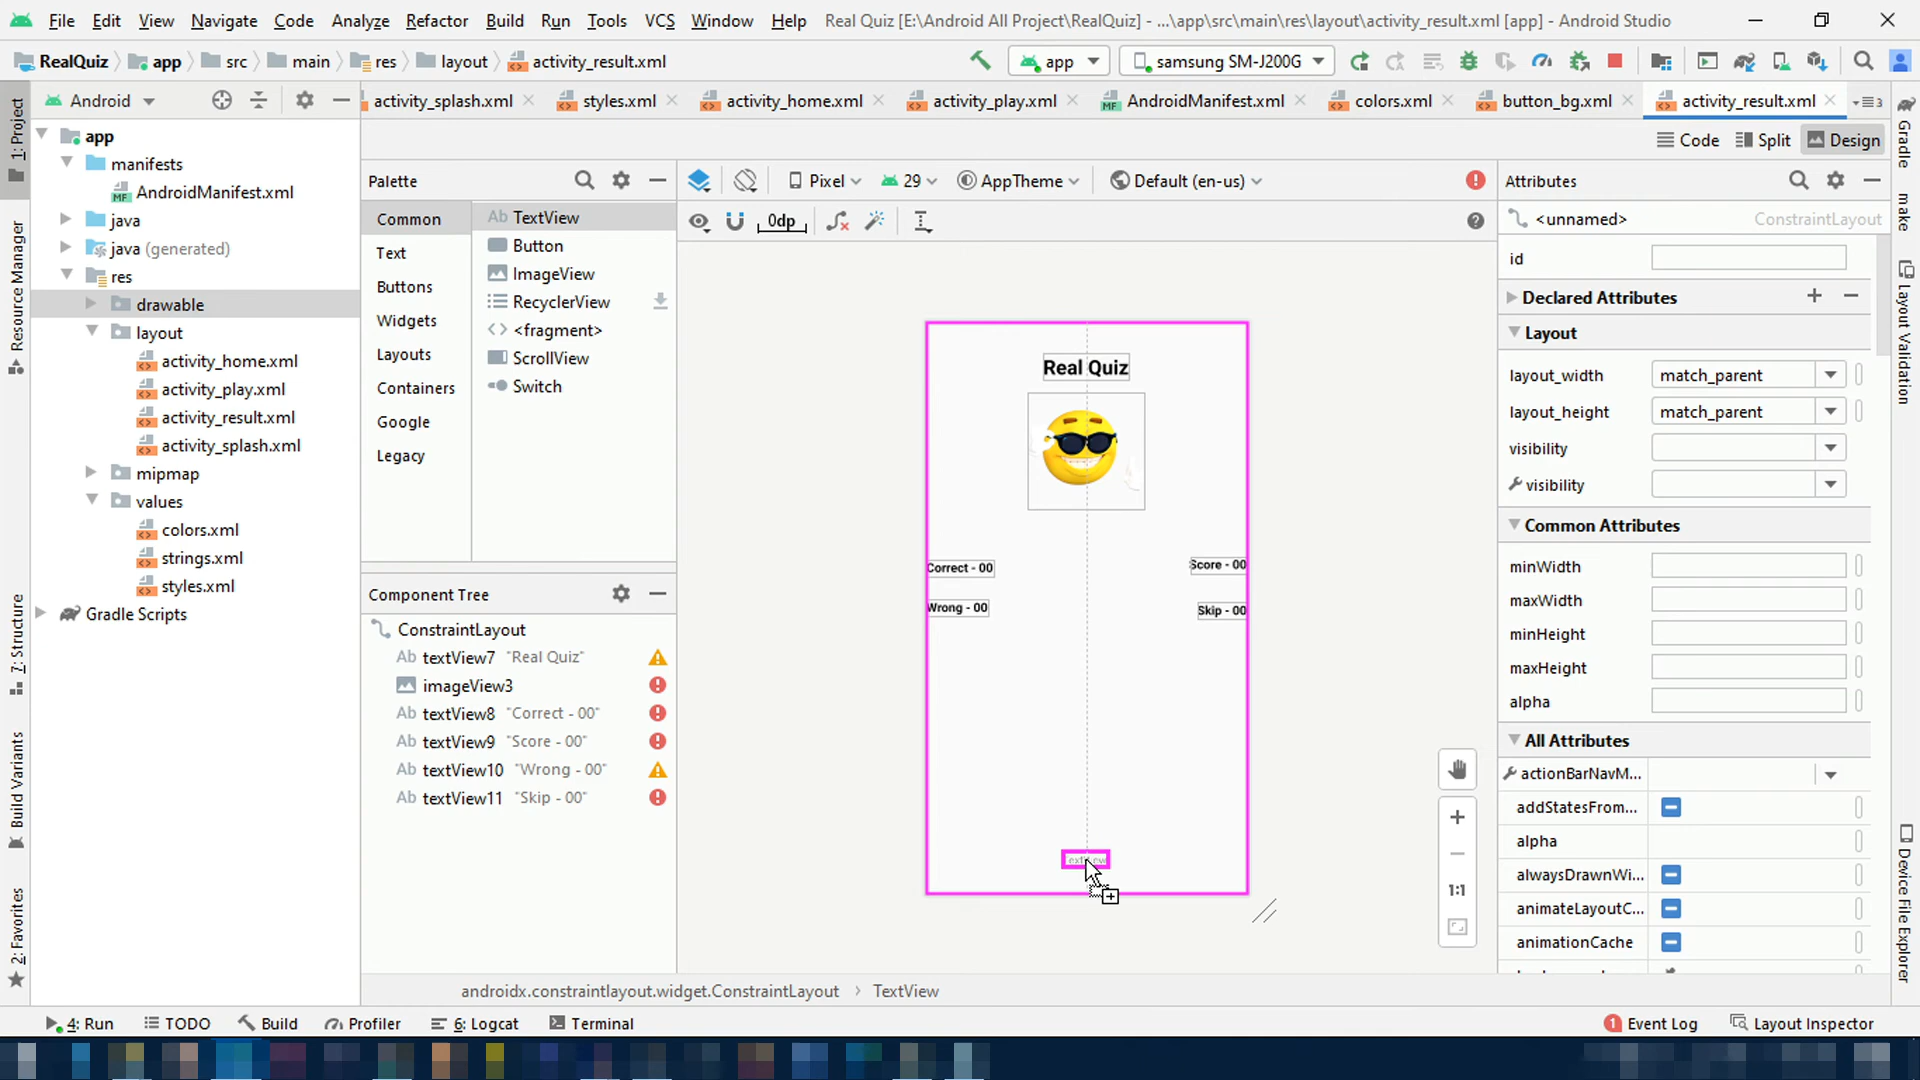 File Edit View Navigate Code Analyze Refactor Build Run Tools VCS Window Help Real Quiz [E:\Android All Project\RealQuiz] - ...\app\src\main\res\layout\activity_result.xml [app] - Android Studio
RealQuiz app src main res layout activity_result.xml app samsung SM-J200G
Android activity_splash.xml styles.xml activity_home.xml activity_play.xml AndroidManifest.xml colors.xml button_bg.xml activity_result.xml 3
Code Split Design
1: Project
Resource Manager
7: Structure
Build Variants
2: Favorites
app
manifests
AndroidManifest.xml
java
java (generated)
res
drawable
layout
activity_home.xml
activity_play.xml
activity_result.xml
activity_splash.xml
mipmap
values
colors.xml
strings.xml
styles.xml
Gradle Scripts
Palette
Common
Text
Buttons
Widgets
Layouts
Containers
Google
Legacy
Ab TextView
Button
ImageView
RecyclerView
<fragment>
ScrollView
Switch
Component Tree
ConstraintLayout
Ab textView7 "Real Quiz"
imageView3
Ab textView8 "Correct - 00"
Ab textView9 "Score - 00"
Ab textView10 "Wrong - 00"
Ab textView11 "Skip - 00"
Pixel 29 AppTheme Default (en-us)
0dp
Real Quiz
Correct - 00
Score - 00
Wrong - 00
Skip - 00
1:1
Attributes
<unnamed> ConstraintLayout
id
Declared Attributes
Layout
layout_width match_parent
layout_height match_parent
visibility
visibility
Common Attributes
minWidth
maxWidth
minHeight
maxHeight
alpha
All Attributes
actionBarNavM...
addStatesFrom...
alpha
alwaysDrawnWi...
animateLayoutC...
animationCache
Gradle
make
Layout Validation
Device File Explorer
androidx.constraintlayout.widget.ConstraintLayout TextView
4: Run TODO Build Profiler 6: Logcat Terminal 1 Event Log Layout Inspector